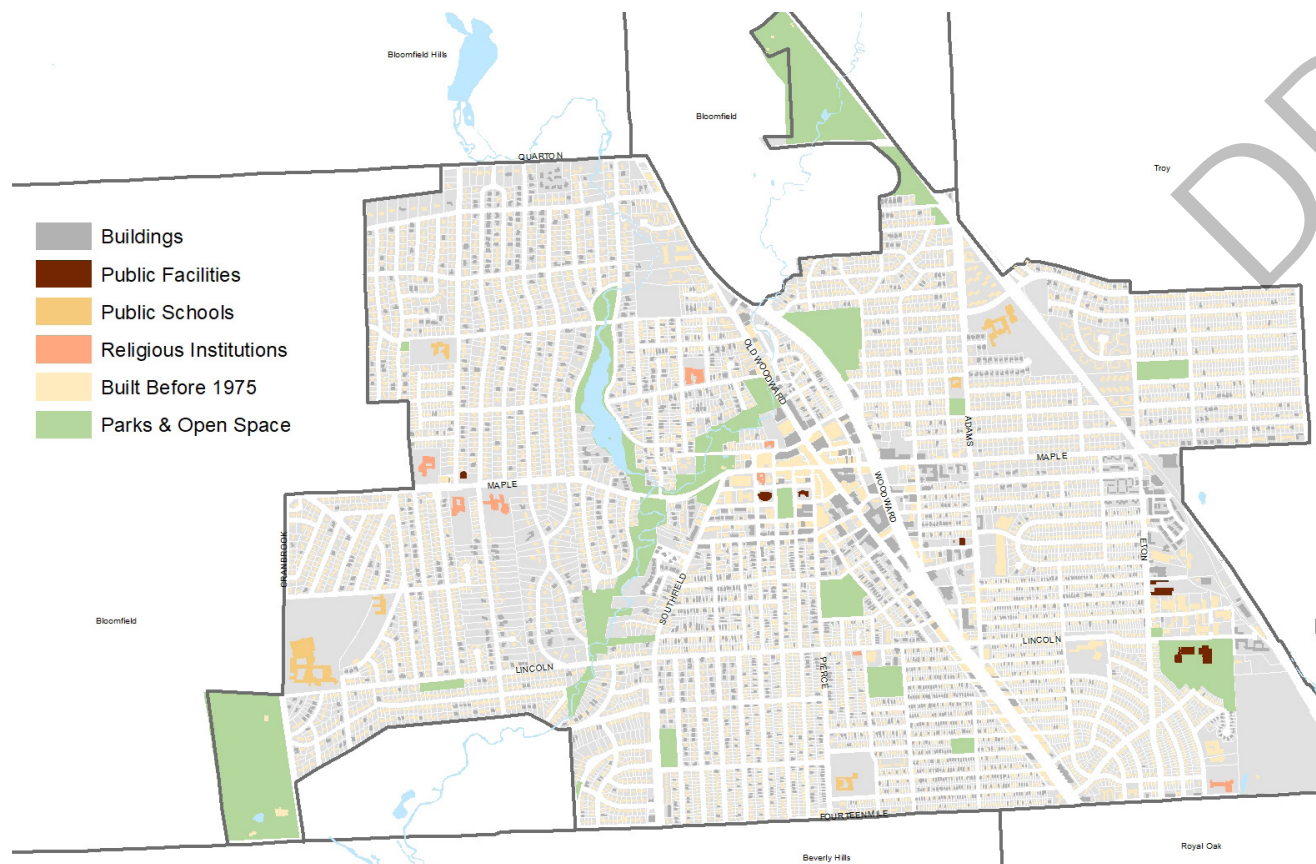 Bloomfield Hills
Bloomfield
Troy
QUARTON
Buildings
Public Facilities
Public Schools
Religious Institutions
Built Before 1975
Parks & Open Space
OLD WOODWARD
ADAMS
MAPLE
MAPLE
WOODWARD
CRANBROOK
ETON
SOUTHFIELD
Bloomfield
LINCOLN
LINCOLN
PIERCE
FOURTEEN MILE
Royal Oak
Beverly Hills